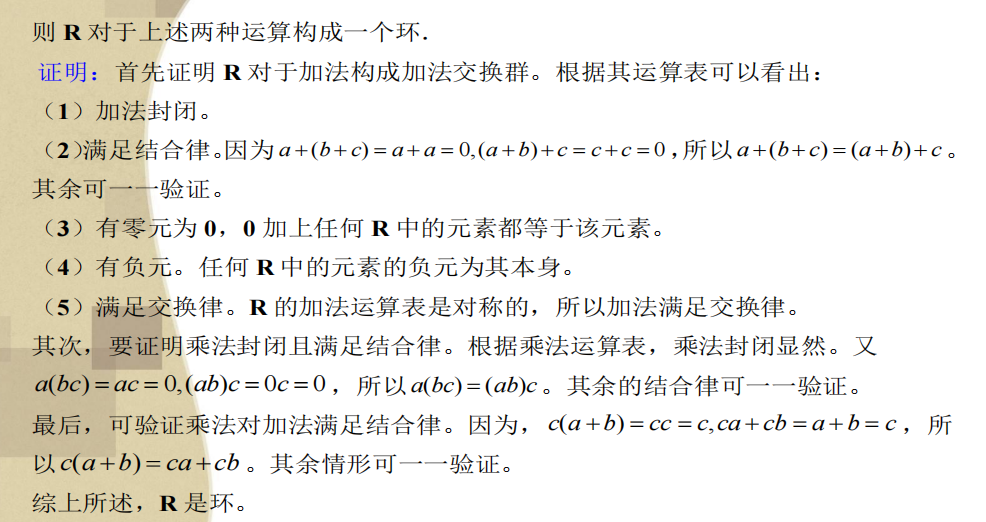 则 R 对于上述两种运算构成一个环.
证明：首先证明 R 对于加法构成加法交换群。根据其运算表可以看出：
（1）加法封闭。
（2）满足结合律。因为a+(b+c)=a+a=0,(a+b)+c=c+c=0,所以a+(b+c)=(a+b)+c。
其余可一一验证。
（3）有零元为 0，0 加上任何 R 中的元素都等于该元素。
（4）有负元。任何 R 中的元素的负元为其本身。
（5）满足交换律。R 的加法运算表是对称的，所以加法满足交换律。
其次，要证明乘法封闭且满足结合律。根据乘法运算表，乘法封闭显然。又
a(bc)=ac=0,(ab)c=0c=0，所以a(bc)=(ab)c。其余的结合律可一一验证。
最后，可验证乘法对加法满足结合律。因为，c(a+b)=cc=c,ca+cb=a+b=c，所
以c(a+b)=ca+cb。其余情形可一一验证。
综上所述，R 是环。